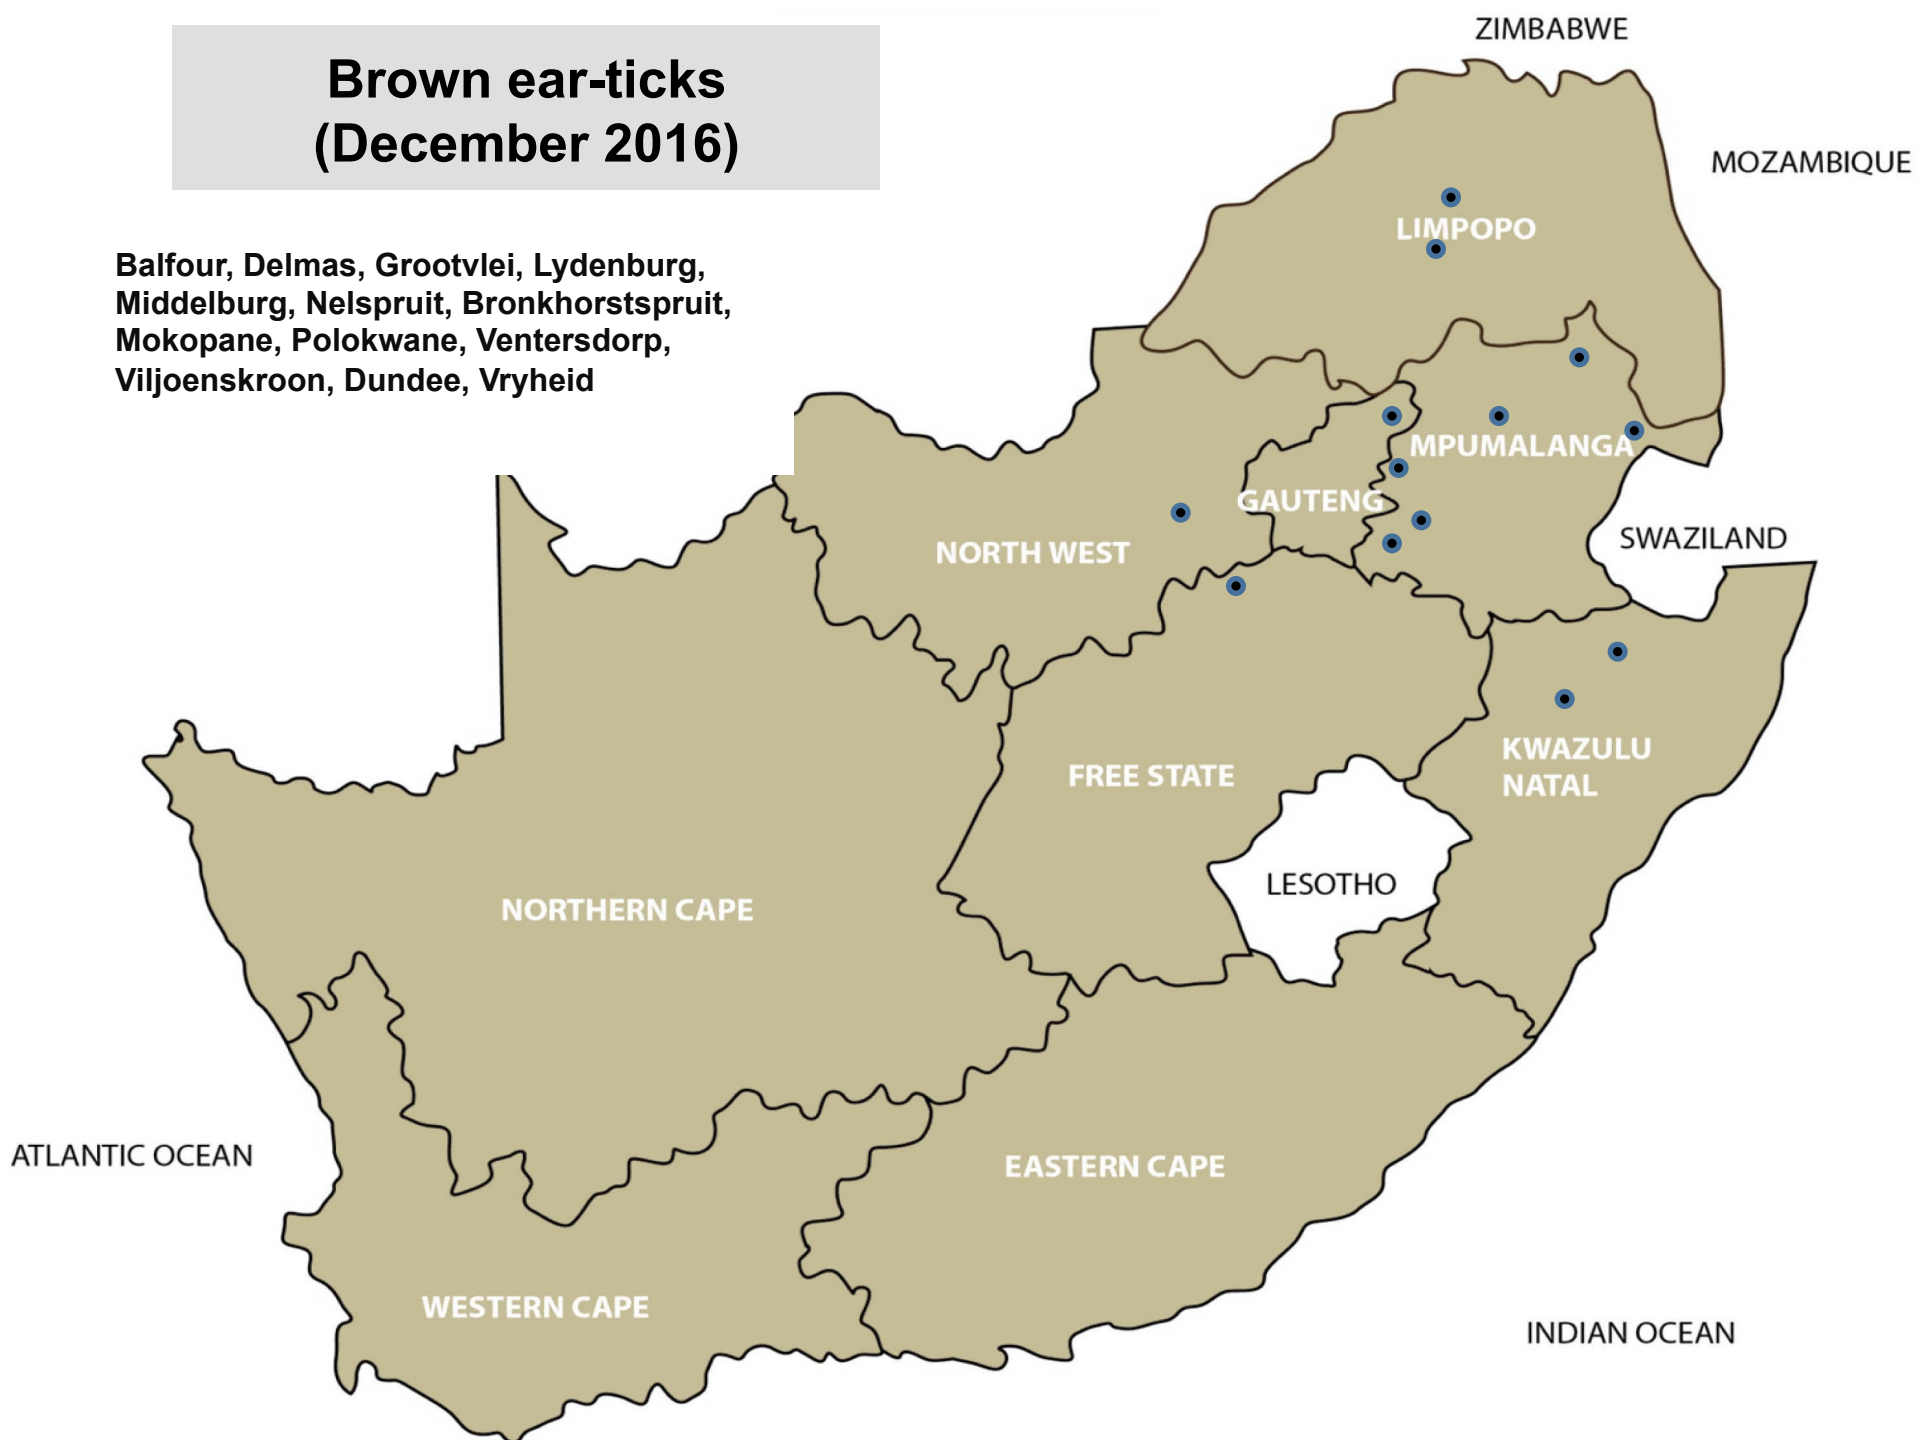 Brown ear-ticks
(December 2016)
Balfour, Delmas, Grootvlei, Lydenburg,
Middelburg, Nelspruit, Bronkhorstspruit,
Mokopane, Polokwane, Ventersdorp,
Viljoenskroon, Dundee, Vryheid
ZIMBABWE
MOZAMBIQUE
LIMPOPO
MPUMALANGA
GAUTENG
SWAZILAND
NORTH WEST
KWAZULU
NATAL
FREE STATE
LESOTHO
NORTHERN CAPE
ATLANTIC OCEAN
EASTERN CAPE
WESTERN CAPE
INDIAN OCEAN